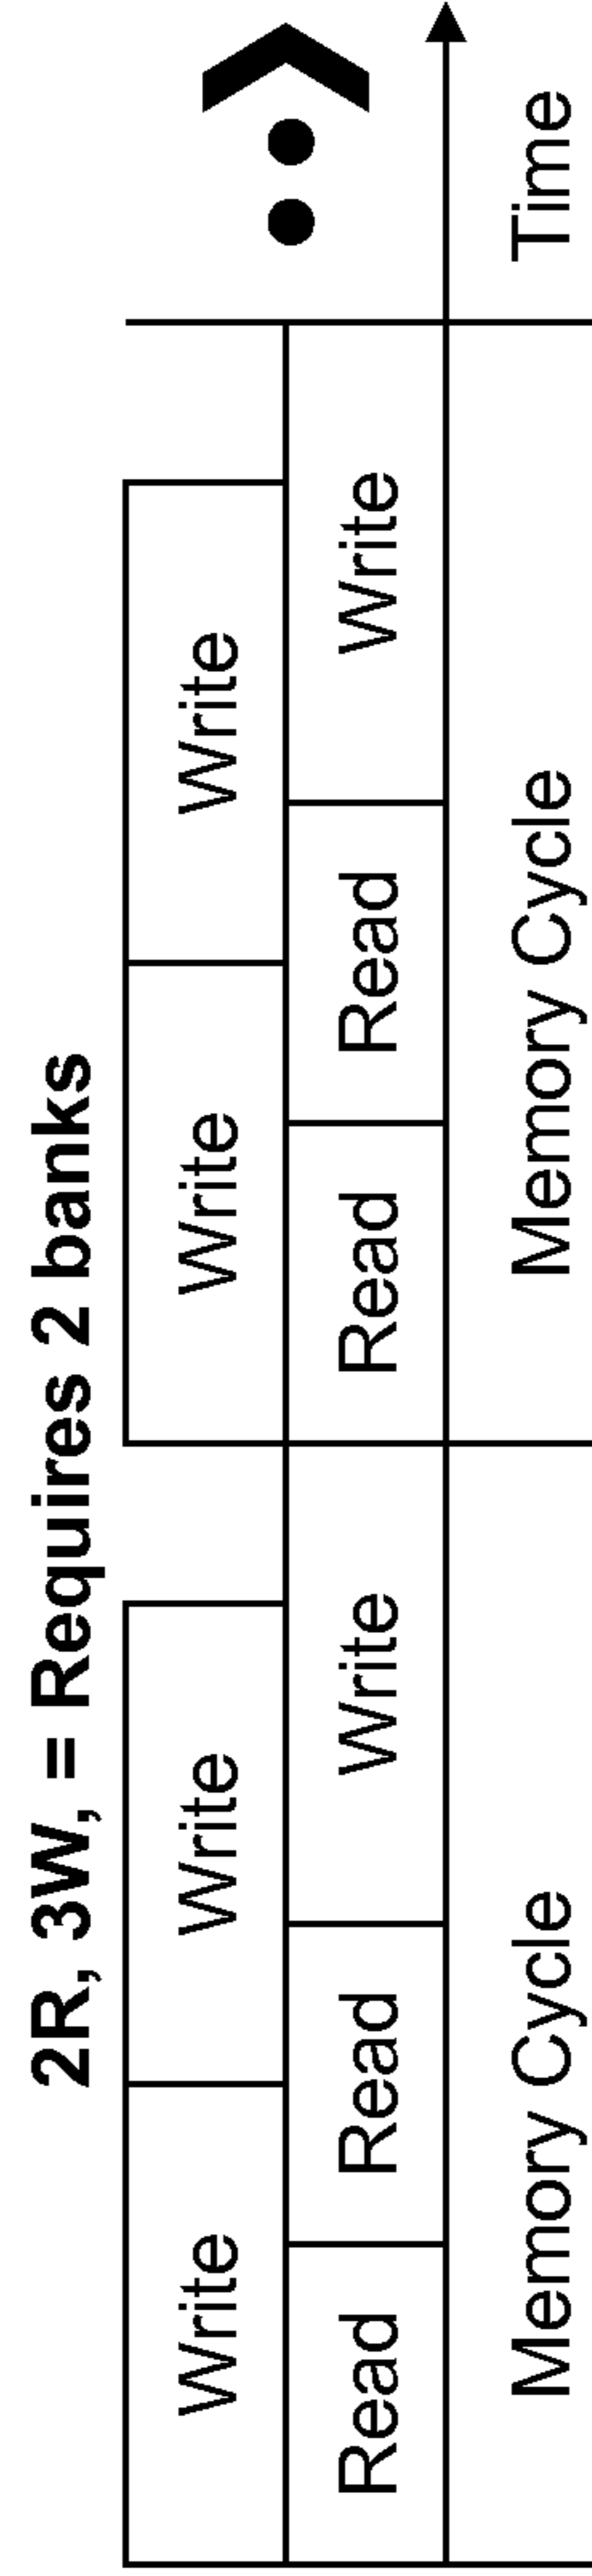 2R, 3W, = Requires 2 banks
Write Write Write Write
Read Read Write Read Read Write
Memory Cycle Memory Cycle Time